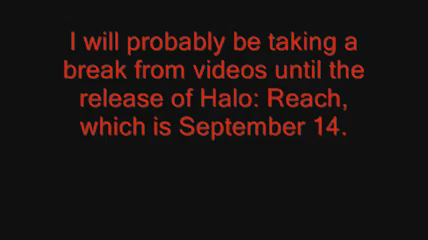 I will probably be taking a
break from videos until the
release of Halo: Reach,
which is September 14.